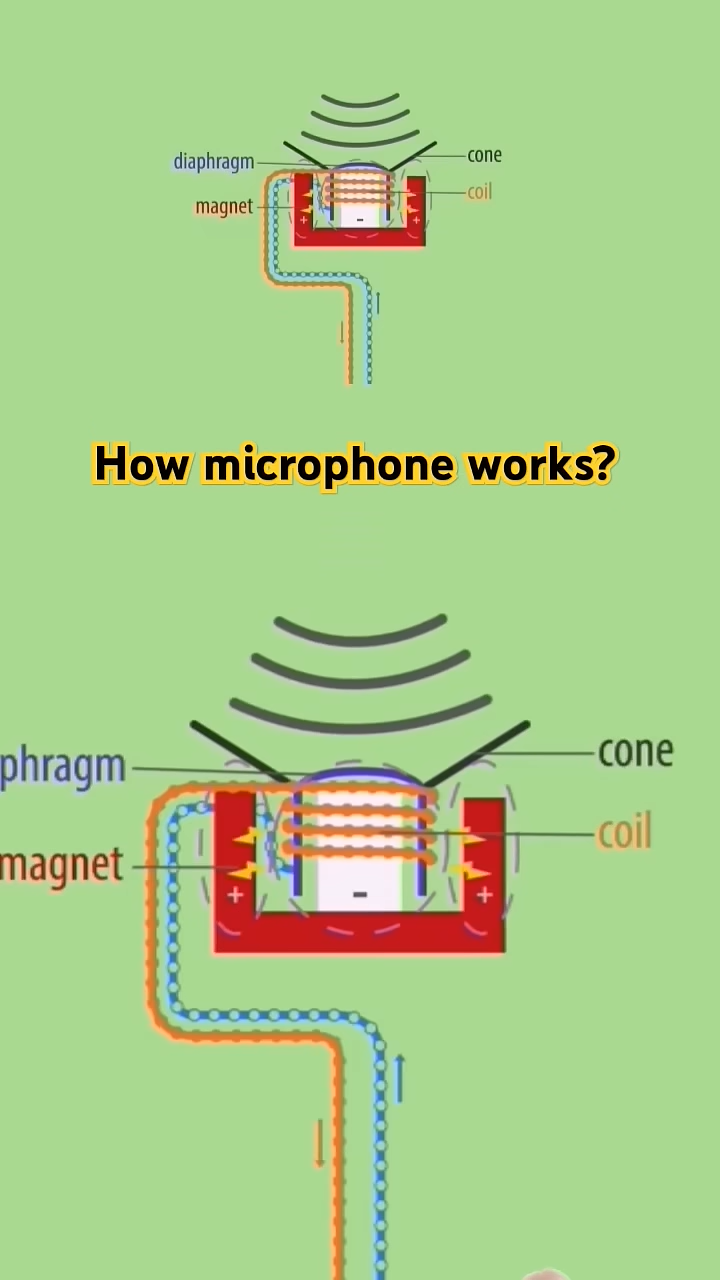 diaphragm
cone
magnet
coil
+
-
+
How microphone works?
phragm
cone
coil
magnet
+
-
+